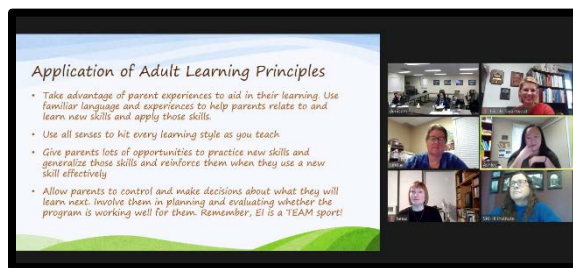 Application of Adult Learning Principles
• Take advantage of parent experiences to aid in their learning. Use
familiar language and experiences to help parents relate to and
learn new skills and apply those skills.
• Use all senses to hit every learning style as you teach
• Give parents lots of opportunities to practice new skills and
generalize those skills and reinforce them when they use a new
skill effectively
• Allow parents to control and make decisions about what they will
learn next. Involve them in planning and evaluating whether the
program is working well for them. Remember, EI is a TEAM sport!